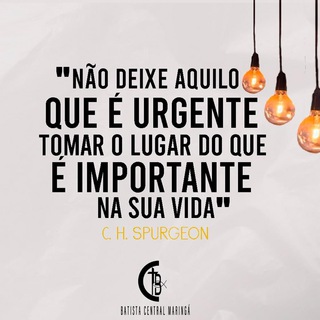 "NÃO DEIXE AQUILO
QUE É URGENTE
TOMAR O LUGAR DO QUE
É IMPORTANTE
NA SUA VIDA"
C. H. SPURGEON
BATISTA CENTRAL MARINGÁ